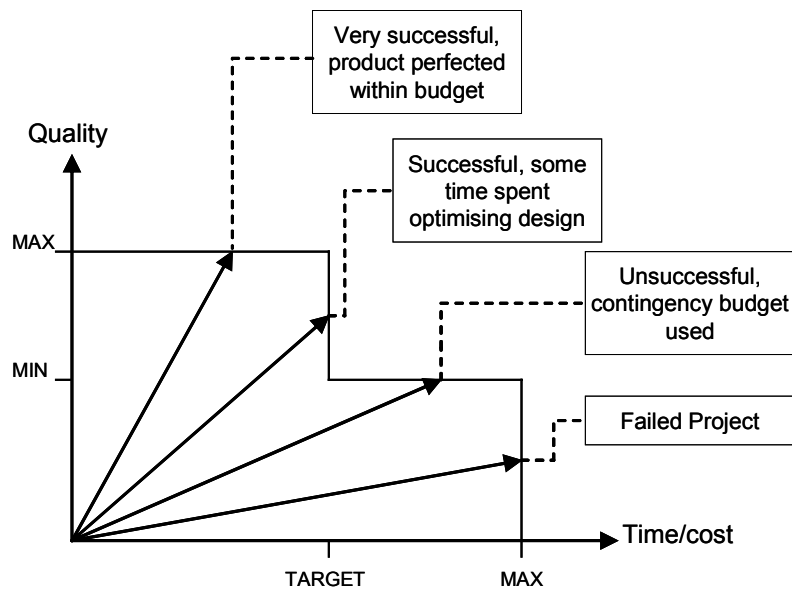 Very successful,
product perfected
within budget
Quality
Successful, some
time spent
optimising design
MAX
Unsuccessful,
contingency budget
used
MIN
Failed Project
Time/cost
TARGET
MAX